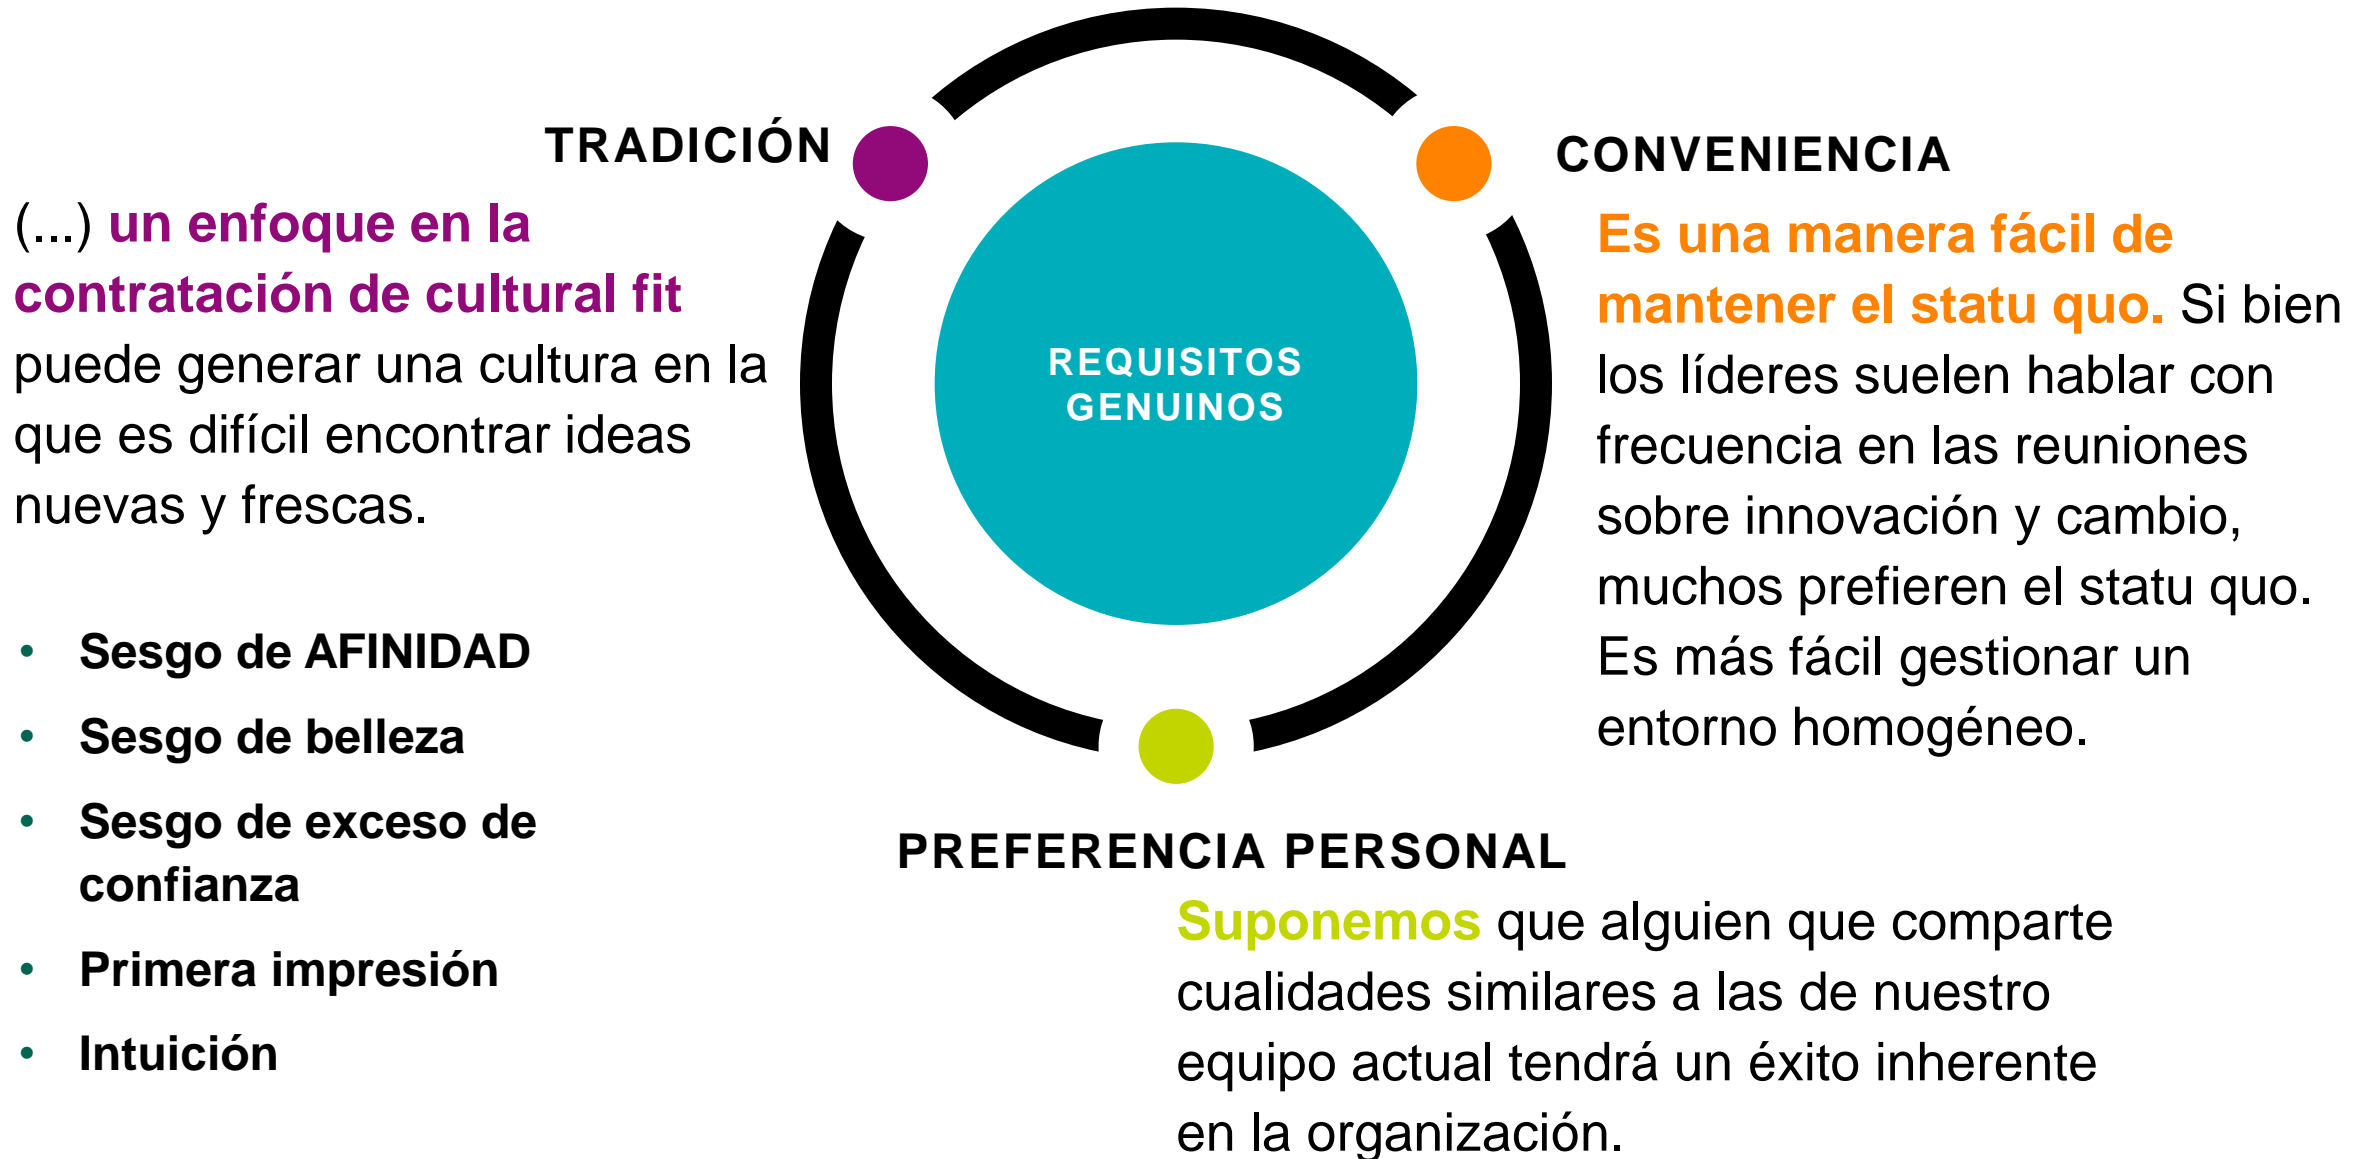 TRADICIÓN
(...) un enfoque en la
contratación de cultural fit
puede generar una cultura en la
que es difícil encontrar ideas
nuevas y frescas.
• Sesgo de AFINIDAD
• Sesgo de belleza
• Sesgo de exceso de
confianza
• Primera impresión
• Intuición
REQUISITOS
GENUINOS
CONVENIENCIA
Es una manera fácil de
mantener el statu quo. Si bien
los líderes suelen hablar con
frecuencia en las reuniones
sobre innovación y cambio,
muchos prefieren el statu quo.
Es más fácil gestionar un
entorno homogéneo.
PREFERENCIA PERSONAL
Suponemos que alguien que comparte
cualidades similares a las de nuestro
equipo actual tendrá un éxito inherente
en la organización.